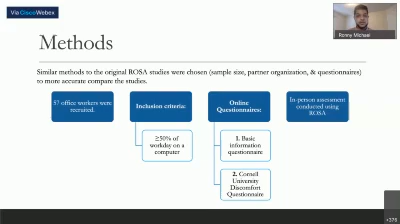 Via Cisco Webex
Ronny Michael
Methods
Similar methods to the original ROSA studies were chosen (sample size, partner organization, & questionnaires)
to more accurate compare the studies.
57 office workers were
recruited.
Inclusion criteria:
≥50% of
workday on a
computer
Online
Questionnaires:
1. Basic
information
questionnaire
2. Cornell
University
Discomfort
Questionnaire
In-person assessment
conducted using
ROSA